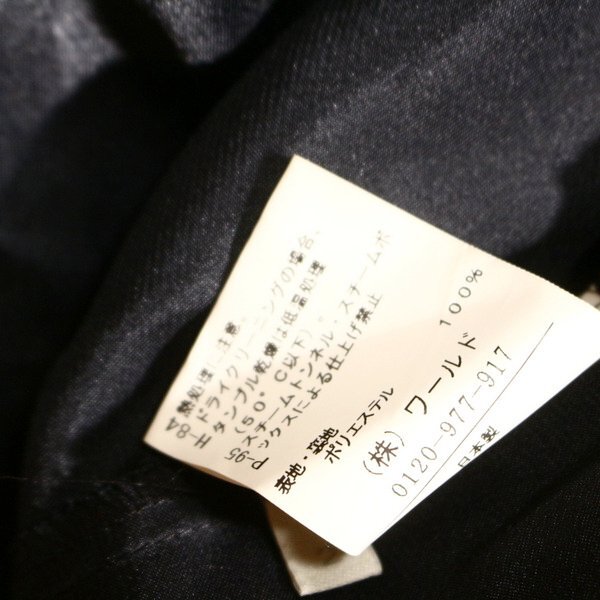 熱処理に注意。
ドライクリーニングの場合、
タンブル乾燥は低温処理
(50°C以下)。
スチームトンネル・スチームボ
ックスによる仕上げ禁止
H-84
P-95
表地・裏地
ポリエステル 100%
(株)ワールド
0120-977-917
日本製